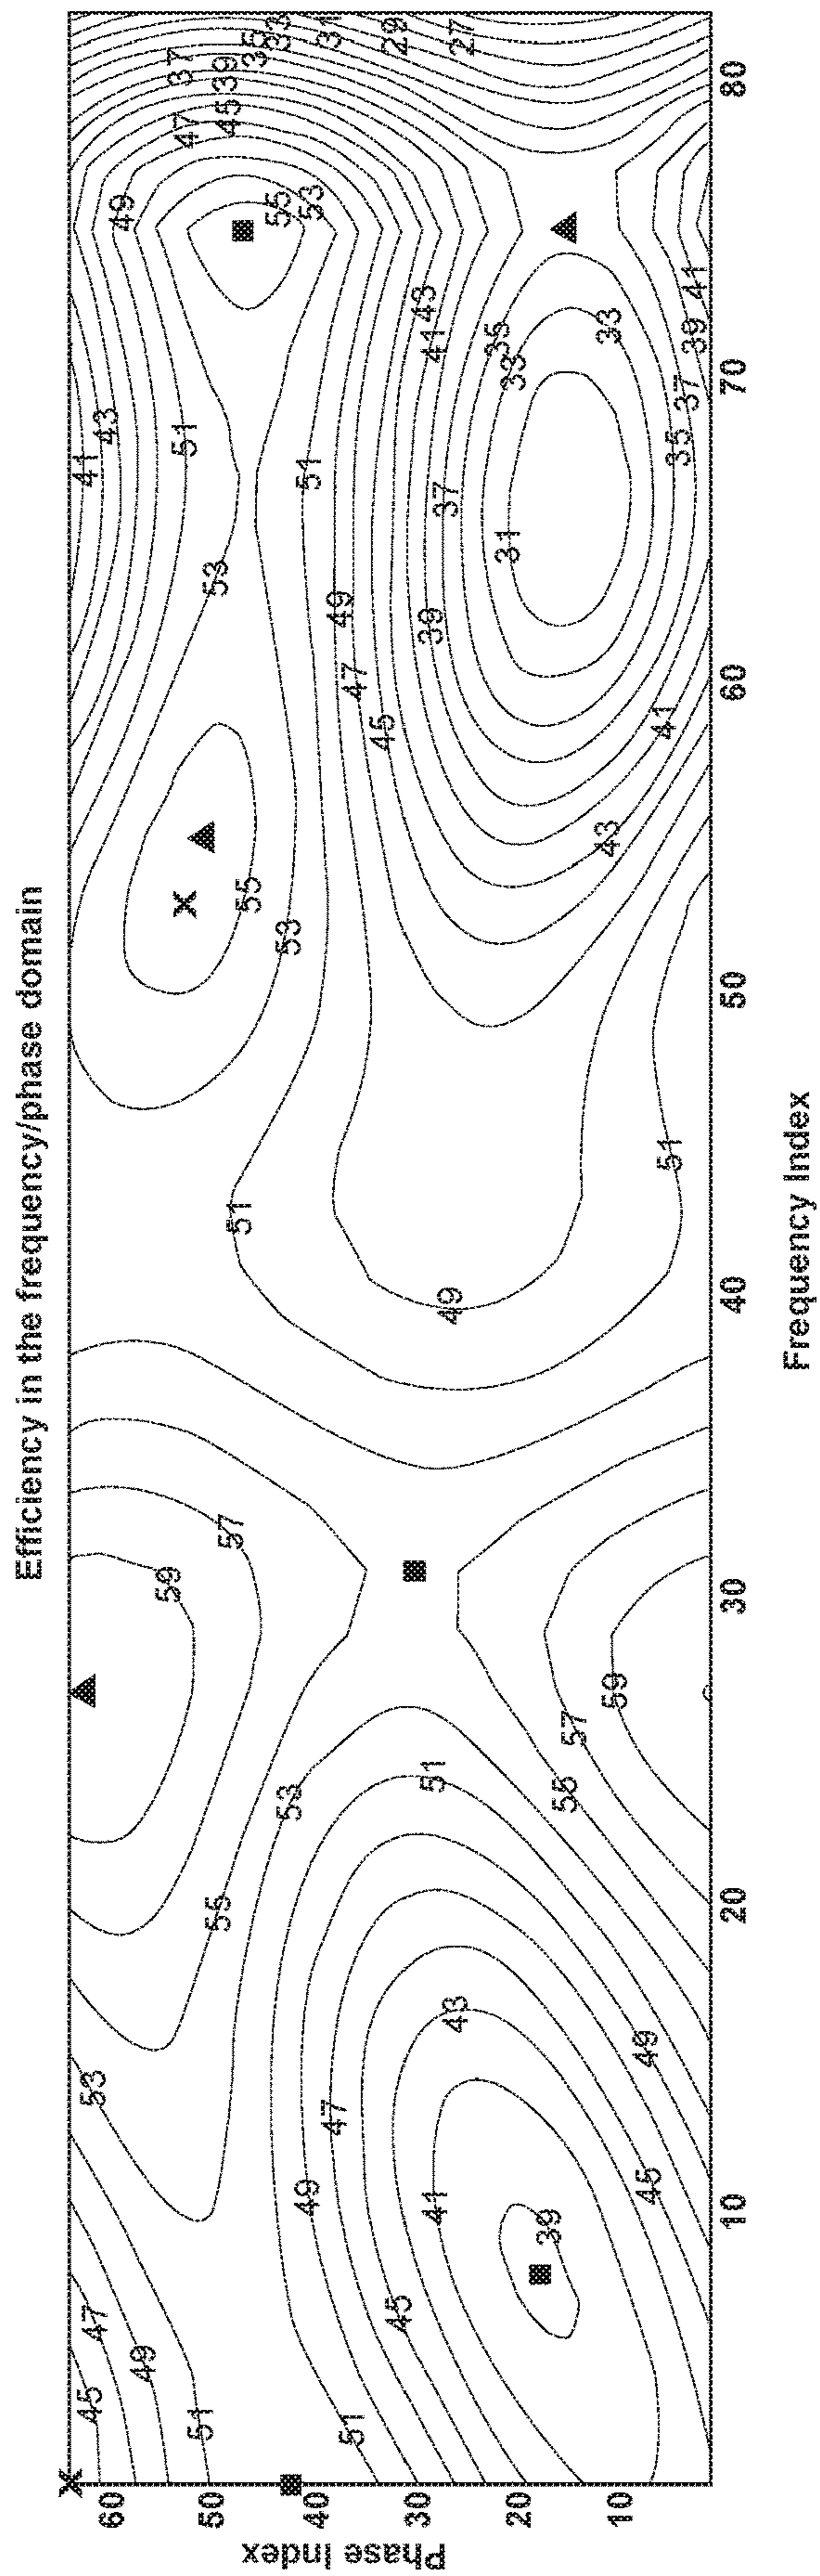 Efficiency in the frequency/phase domain
37 39 35 33 31 29 27
47 45
49 55 53
43 41 35 33 33 41 39 37 35
41 43 51 51 37 31
53 49 39
47 45 41
55 53 43
51 51
49
57 59
59 57
53 51 55
55
43 49
53 47
49 41 39 45
47 45 45
49
51 51
Phase Index
60 50 40 30 20 10
10 20 30 40 50 60 70 80
Frequency Index